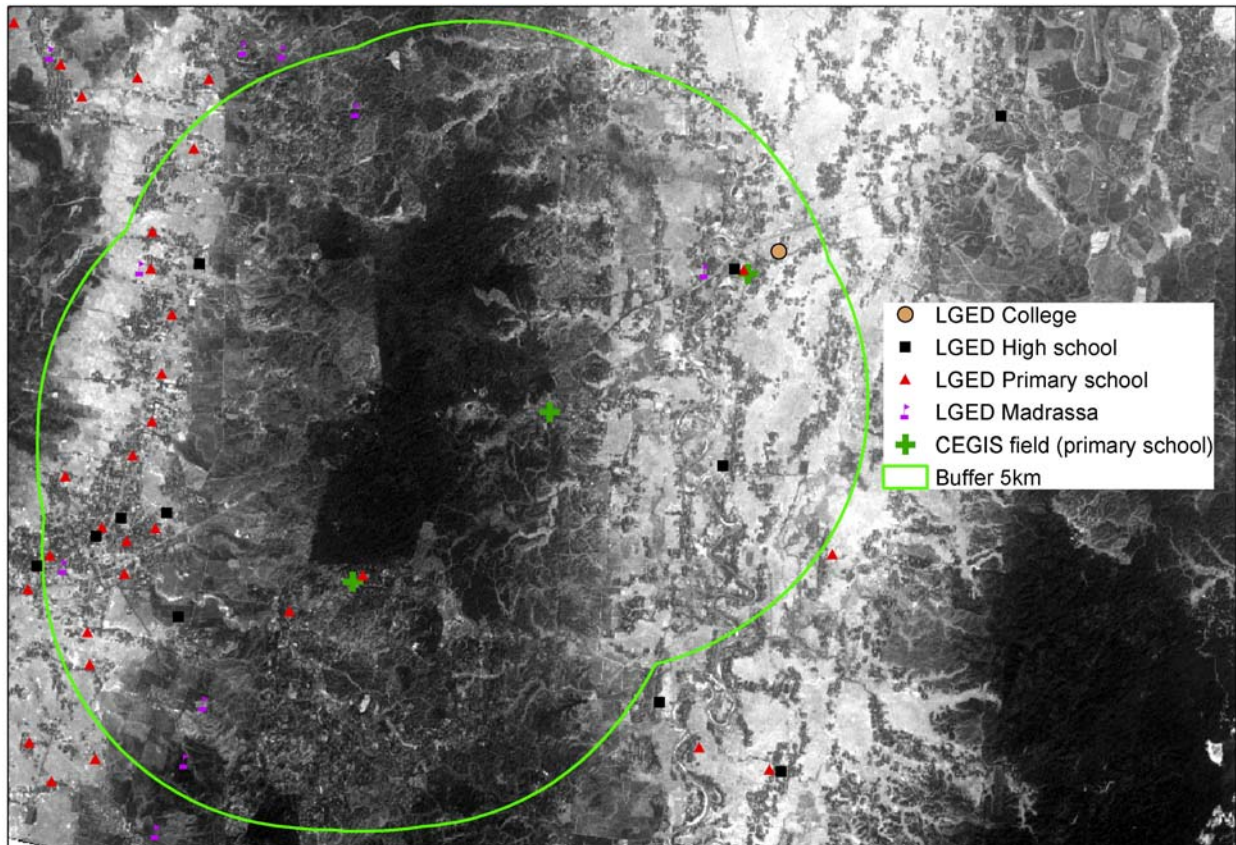 LGED College
LGED High school
LGED Primary school
LGED Madrassa
CEGIS field (primary school)
Buffer 5km